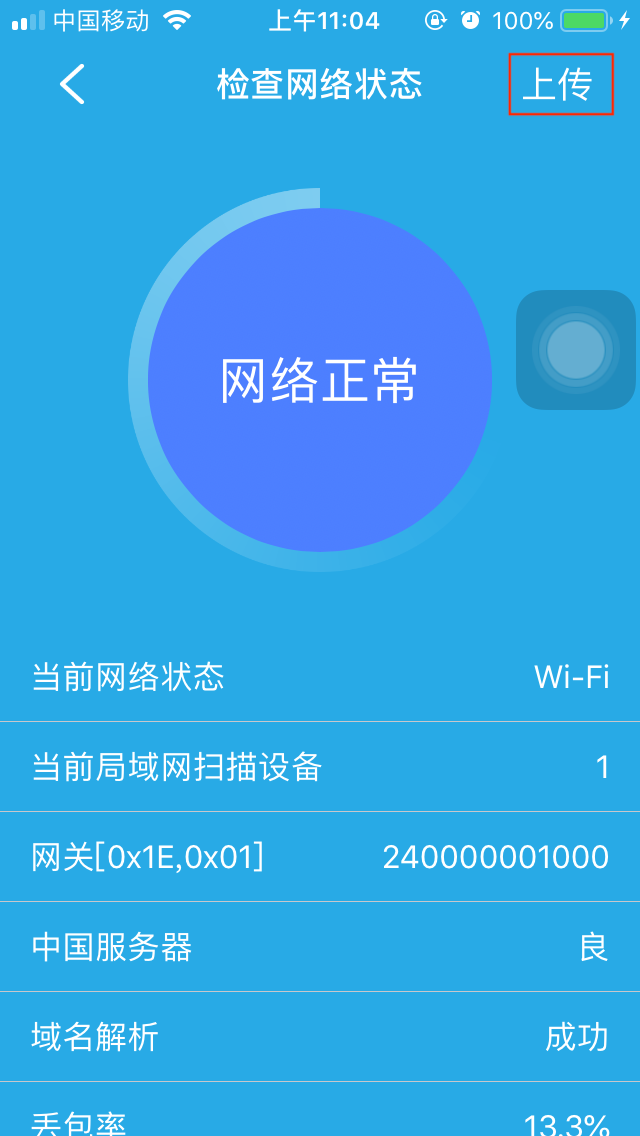 中国移动 上午11:04 100%
检查网络状态 上传
网络正常
当前网络状态 Wi-Fi
当前局域网扫描设备 1
网关[0x1E,0x01] 240000001000
中国服务器 良
域名解析 成功
丢包率 13.3%